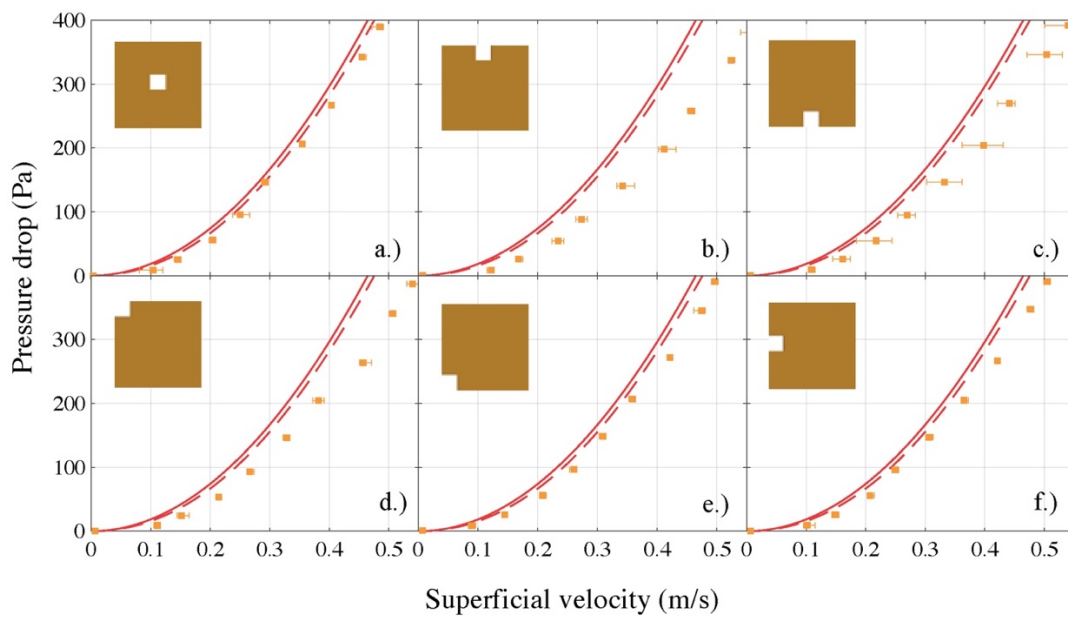 400
300
200
100
0
a.)
b.)
c.)
Pressure drop (Pa)
300
200
100
0
d.)
e.)
f.)
0 0.1 0.2 0.3 0.4 0.5 0.1 0.2 0.3 0.4 0.5 0.1 0.2 0.3 0.4 0.5
Superficial velocity (m/s)